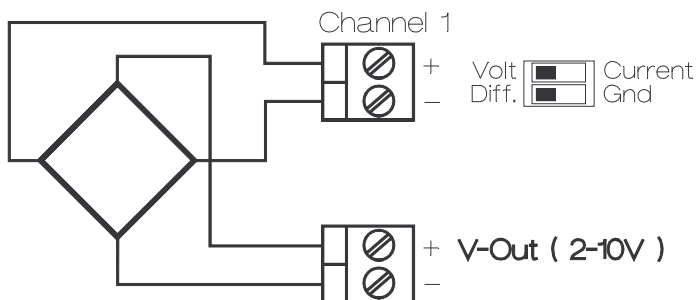 Channel 1
+
−
Volt Current
Diff. Gnd
+ V-Out ( 2-10V )
−